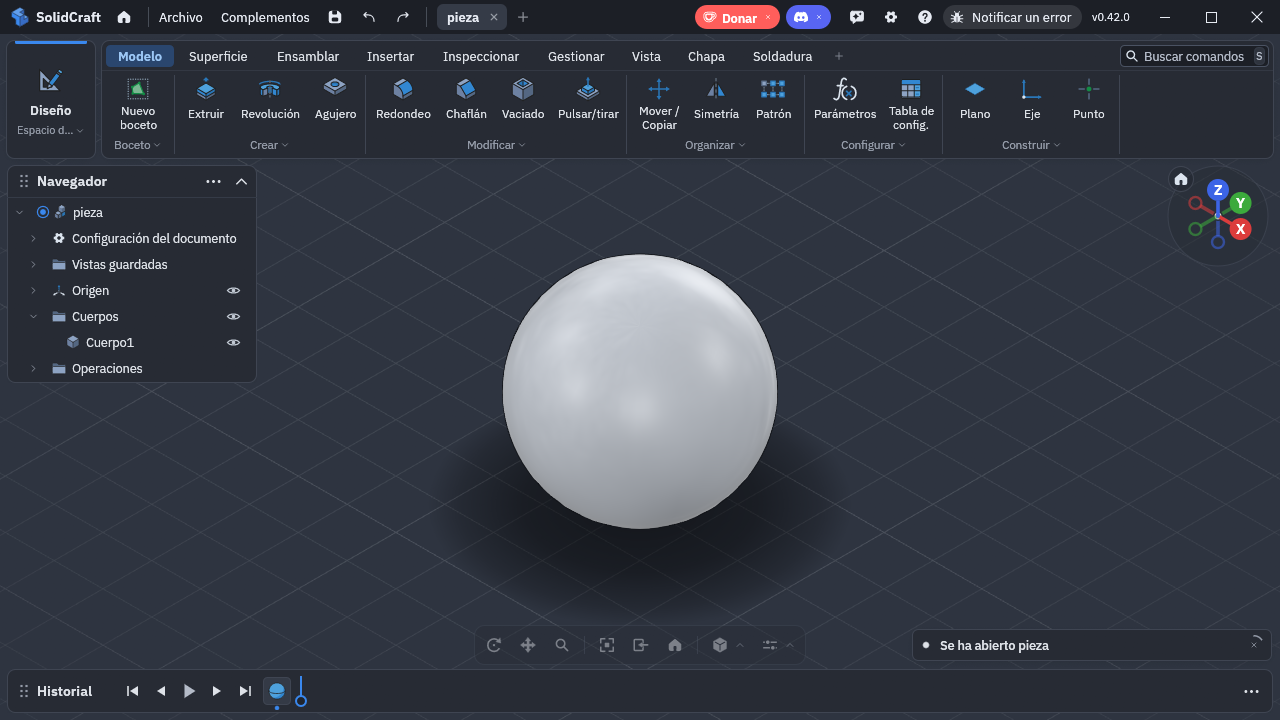 SolidCraft
Archivo
Complementos
pieza
Donar
Notificar un error
v0.42.0
Diseño
Espacio d...
Modelo
Superficie
Ensamblar
Insertar
Inspeccionar
Gestionar
Vista
Chapa
Soldadura
Buscar comandos
S
Nuevo
boceto
Extruir
Revolución
Agujero
Redondeo
Chaflán
Vaciado
Pulsar/tirar
Mover /
Copiar
Simetría
Patrón
Parámetros
Tabla de
config.
Plano
Eje
Punto
Boceto
Crear
Modificar
Organizar
Configurar
Construir
Navegador
pieza
Configuración del documento
Vistas guardadas
Origen
Cuerpos
Cuerpo1
Operaciones
Z
Y
X
Se ha abierto pieza
Historial